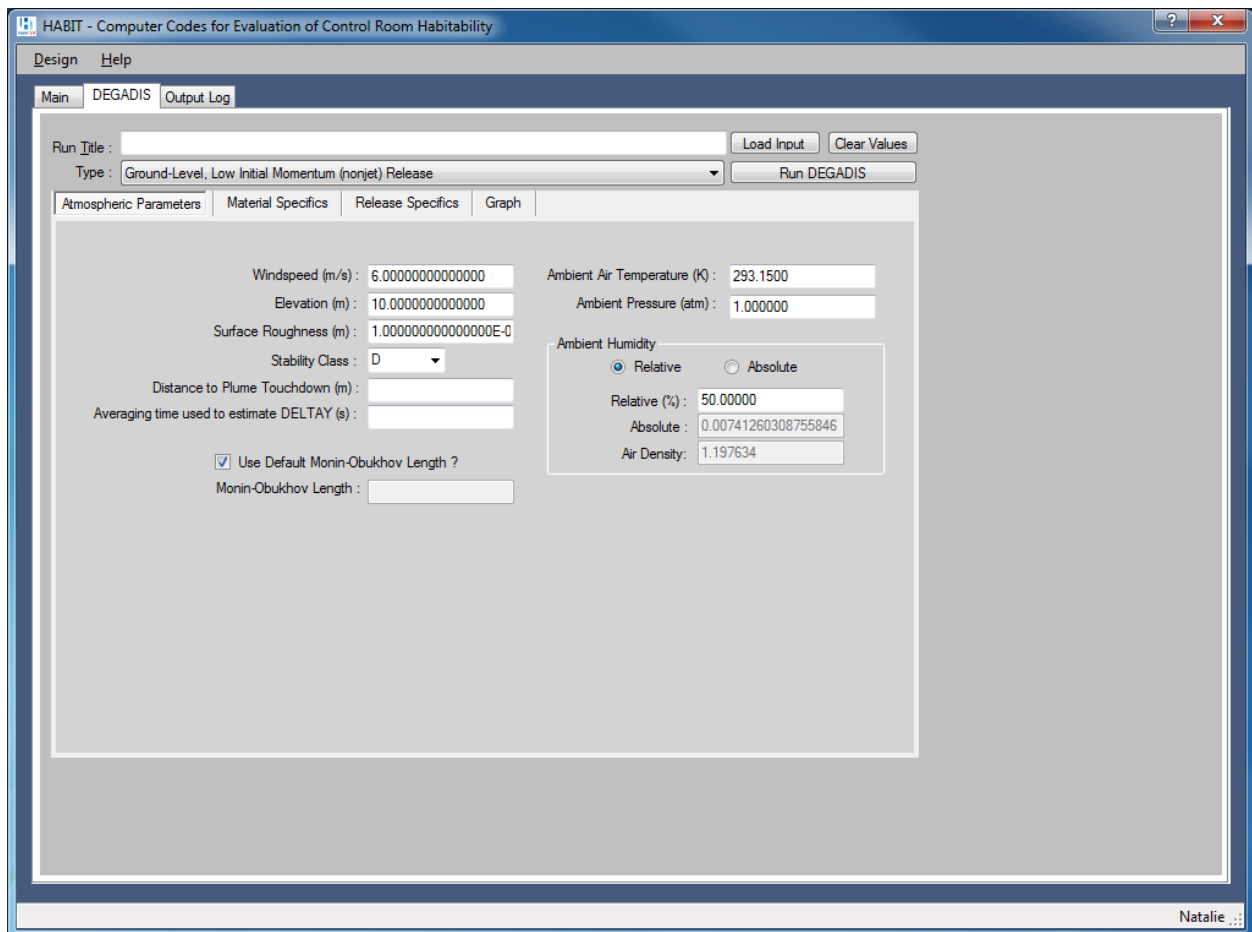 HABIT - Computer Codes for Evaluation of Control Room Habitability
Design Help
Main DEGADIS Output Log
Run Title : Load Input Clear Values
Type : Ground-Level, Low Initial Momentum (nonjet) Release Run DEGADIS
Atmospheric Parameters Material Specifics Release Specifics Graph
Windspeed (m/s) : 6.00000000000000 Ambient Air Temperature (K) : 293.1500
Elevation (m) : 10.0000000000000 Ambient Pressure (atm) : 1.000000
Surface Roughness (m) : 1.000000000000000E-0
Ambient Humidity
Stability Class : D Relative Absolute
Distance to Plume Touchdown (m) :
Relative (%) : 50.00000
Averaging time used to estimate DELTAY (s) :
Absolute : 0.00741260308755846
Air Density: 1.197634
Use Default Monin-Obukhov Length ?
Monin-Obukhov Length :
Natalie